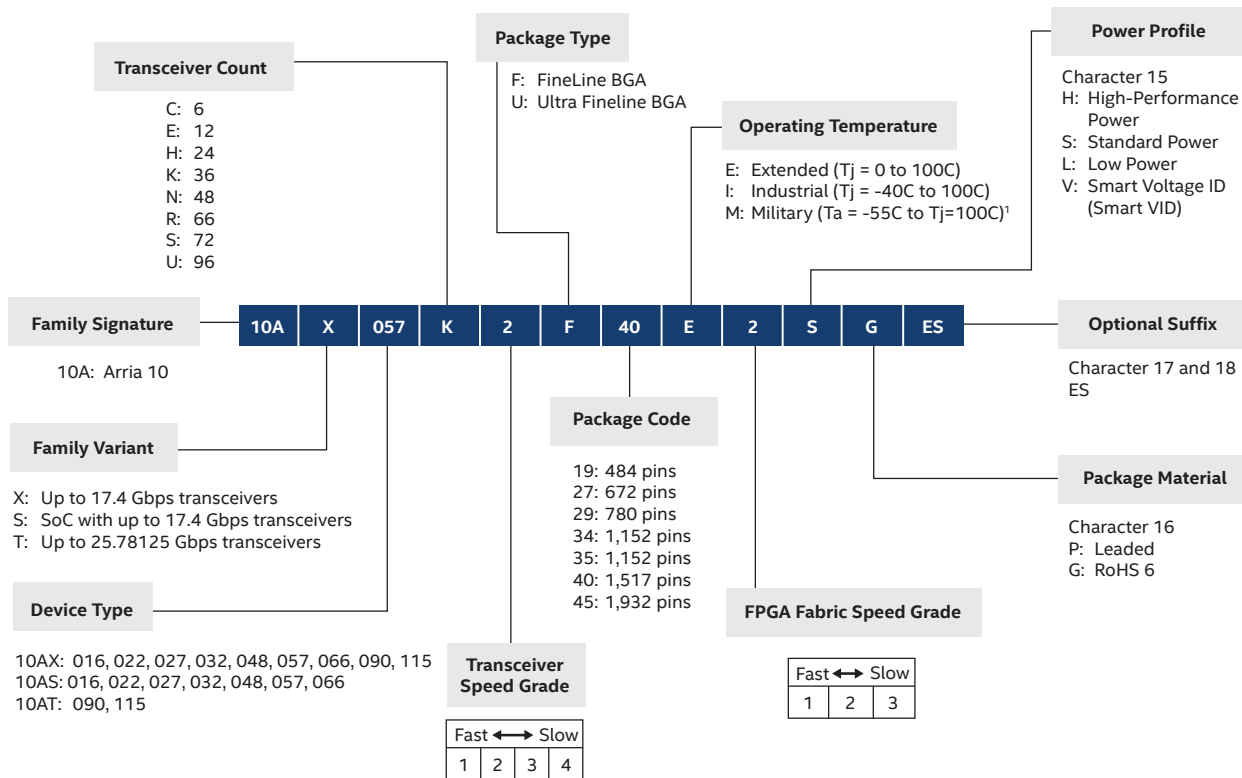 Transceiver Count
C: 6
E: 12
H: 24
K: 36
N: 48
R: 66
S: 72
U: 96
Package Type
F: FineLine BGA
U: Ultra Fineline BGA
Operating Temperature
E: Extended (Tj = 0 to 100C)
I: Industrial (Tj = -40C to 100C)
M: Military (Ta = -55C to Tj=100C)¹
Power Profile
Character 15
H: High-Performance
Power
S: Standard Power
L: Low Power
V: Smart Voltage ID
(Smart VID)
Family Signature
10A: Arria 10
10A X 057 K 2 F 40 E 2 S G ES
Optional Suffix
Character 17 and 18
ES
Family Variant
X: Up to 17.4 Gbps transceivers
S: SoC with up to 17.4 Gbps transceivers
T: Up to 25.78125 Gbps transceivers
Device Type
10AX: 016, 022, 027, 032, 048, 057, 066, 090, 115
10AS: 016, 022, 027, 032, 048, 057, 066
10AT: 090, 115
Transceiver
Speed Grade
Fast ↔ Slow
1 2 3 4
Package Code
19: 484 pins
27: 672 pins
29: 780 pins
34: 1,152 pins
35: 1,152 pins
40: 1,517 pins
45: 1,932 pins
FPGA Fabric Speed Grade
Fast ↔ Slow
1 2 3
Package Material
Character 16
P: Leaded
G: RoHS 6